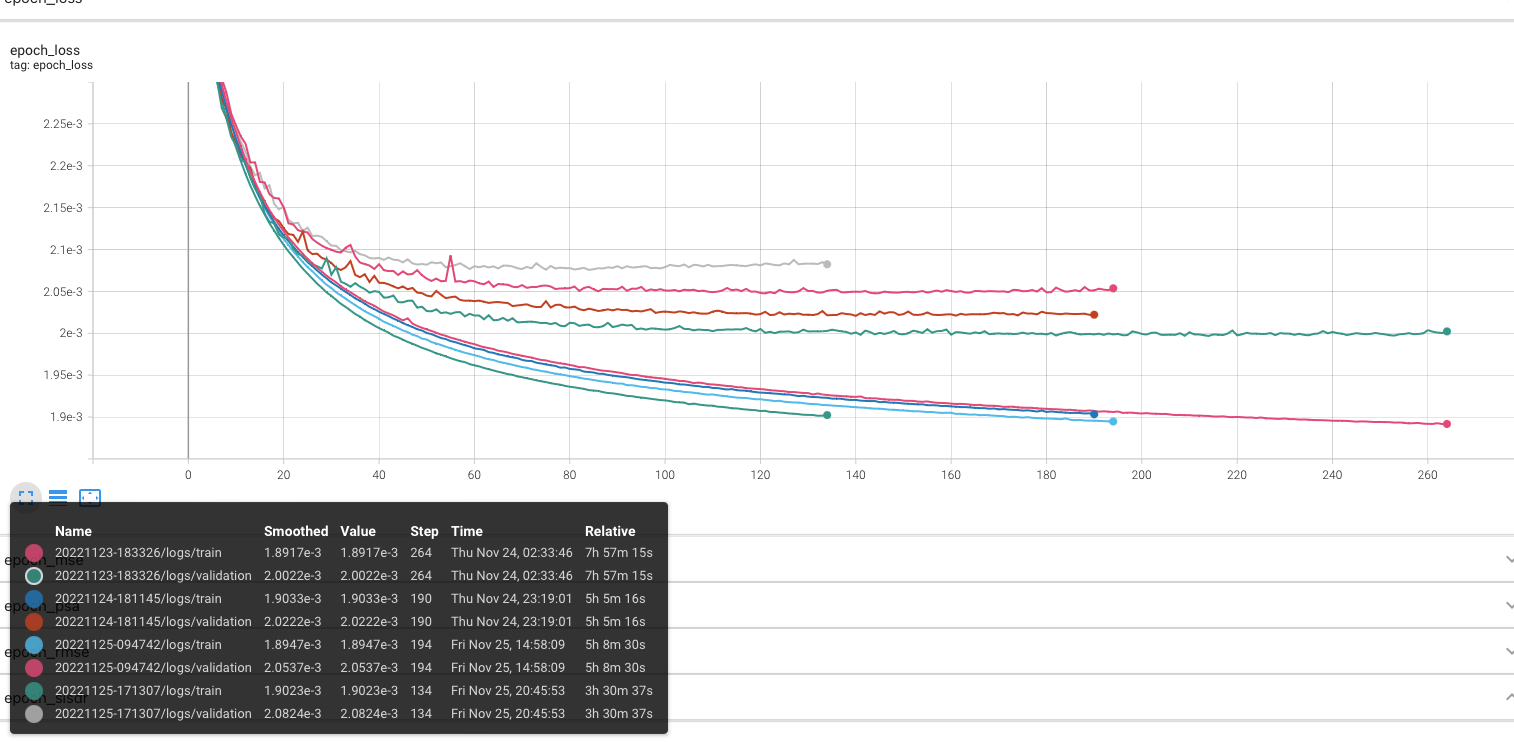 epoch_loss
epoch_loss
tag: epoch_loss
2.25e-3
2.2e-3
2.15e-3
2.1e-3
2.05e-3
2e-3
1.95e-3
1.9e-3
0 20 40 60 80 100 120 140 160 180 200 220 240 260
Name Smoothed Value Step Time Relative
20221123-183326/logs/train 1.8917e-3 1.8917e-3 264 Thu Nov 24, 02:33:46 7h 57m 15s
epoch_mse
20221123-183326/logs/validation 2.0022e-3 2.0022e-3 264 Thu Nov 24, 02:33:46 7h 57m 15s
20221124-181145/logs/train 1.9033e-3 1.9033e-3 190 Thu Nov 24, 23:19:01 5h 5m 16s
epoch_psa
20221124-181145/logs/validation 2.0222e-3 2.0222e-3 190 Thu Nov 24, 23:19:01 5h 5m 16s
20221125-094742/logs/train 1.8947e-3 1.8947e-3 194 Fri Nov 25, 14:58:09 5h 8m 30s
epoch_rmse
20221125-094742/logs/validation 2.0537e-3 2.0537e-3 194 Fri Nov 25, 14:58:09 5h 8m 30s
20221125-171307/logs/train 1.9023e-3 1.9023e-3 134 Fri Nov 25, 20:45:53 3h 30m 37s
epoch_sisdr
20221125-171307/logs/validation 2.0824e-3 2.0824e-3 134 Fri Nov 25, 20:45:53 3h 30m 37s